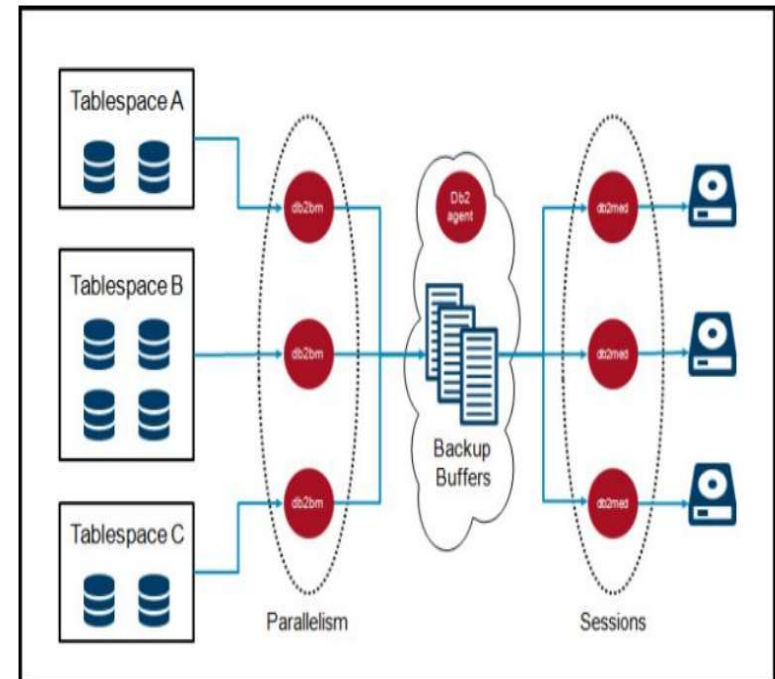 Tablespace A
Tablespace B
Tablespace C
db2bm
db2bm
db2bm
Parallelism
Db2
agent
Backup
Buffers
db2med
db2med
db2med
Sessions